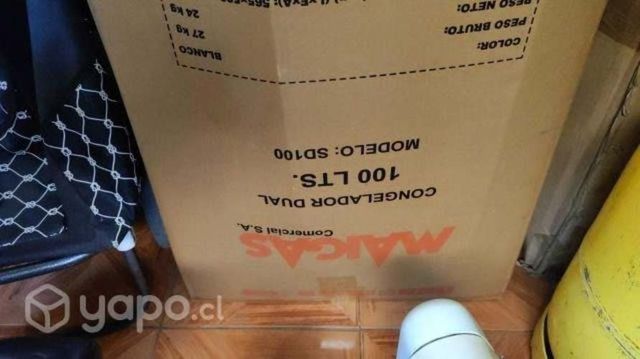 MAIGAS
Comercial S.A.
CONGELADOR DUAL
100 LTS.
MODELO: SD100
COLOR: BLANCO
PESO BRUTO: 27 kg
PESO NETO: 24 kg
yapo.cl